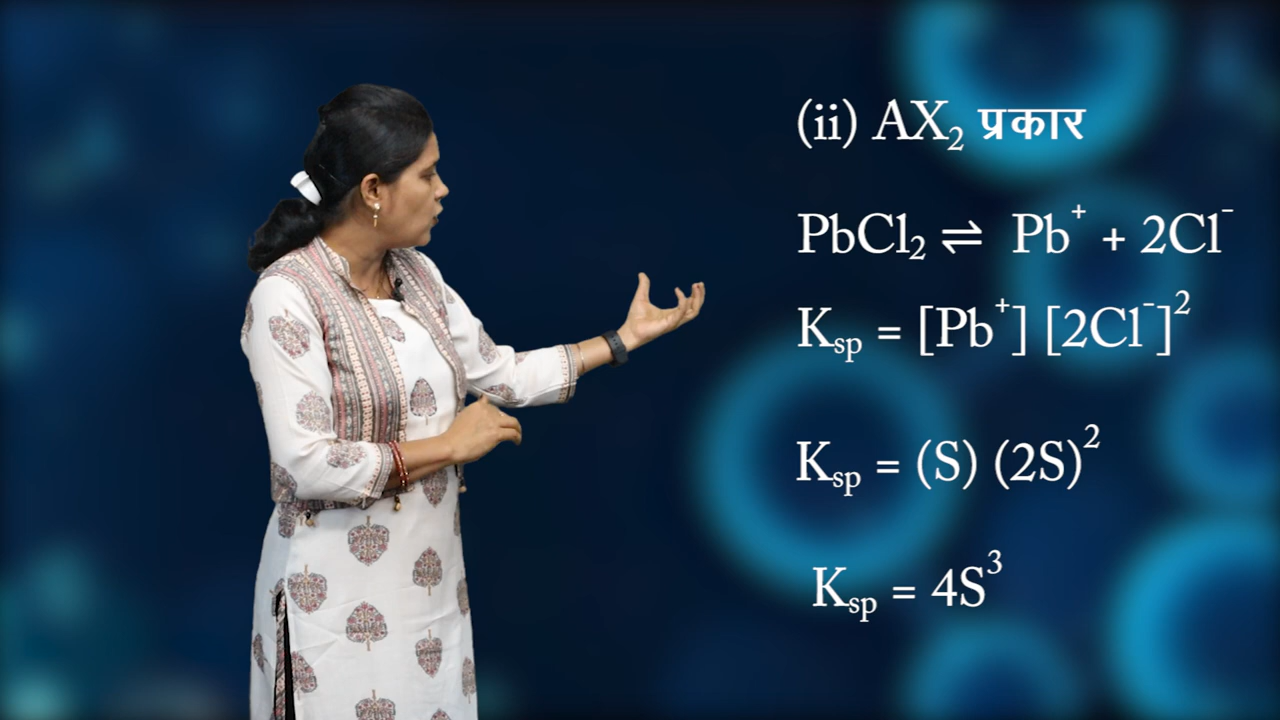 (ii) AX₂ प्रकार
PbCl₂ ⇌ Pb⁺ + 2Cl⁻
Kₛₚ = [Pb⁺] [2Cl⁻]²
Kₛₚ = (S) (2S)²
Kₛₚ = 4S³